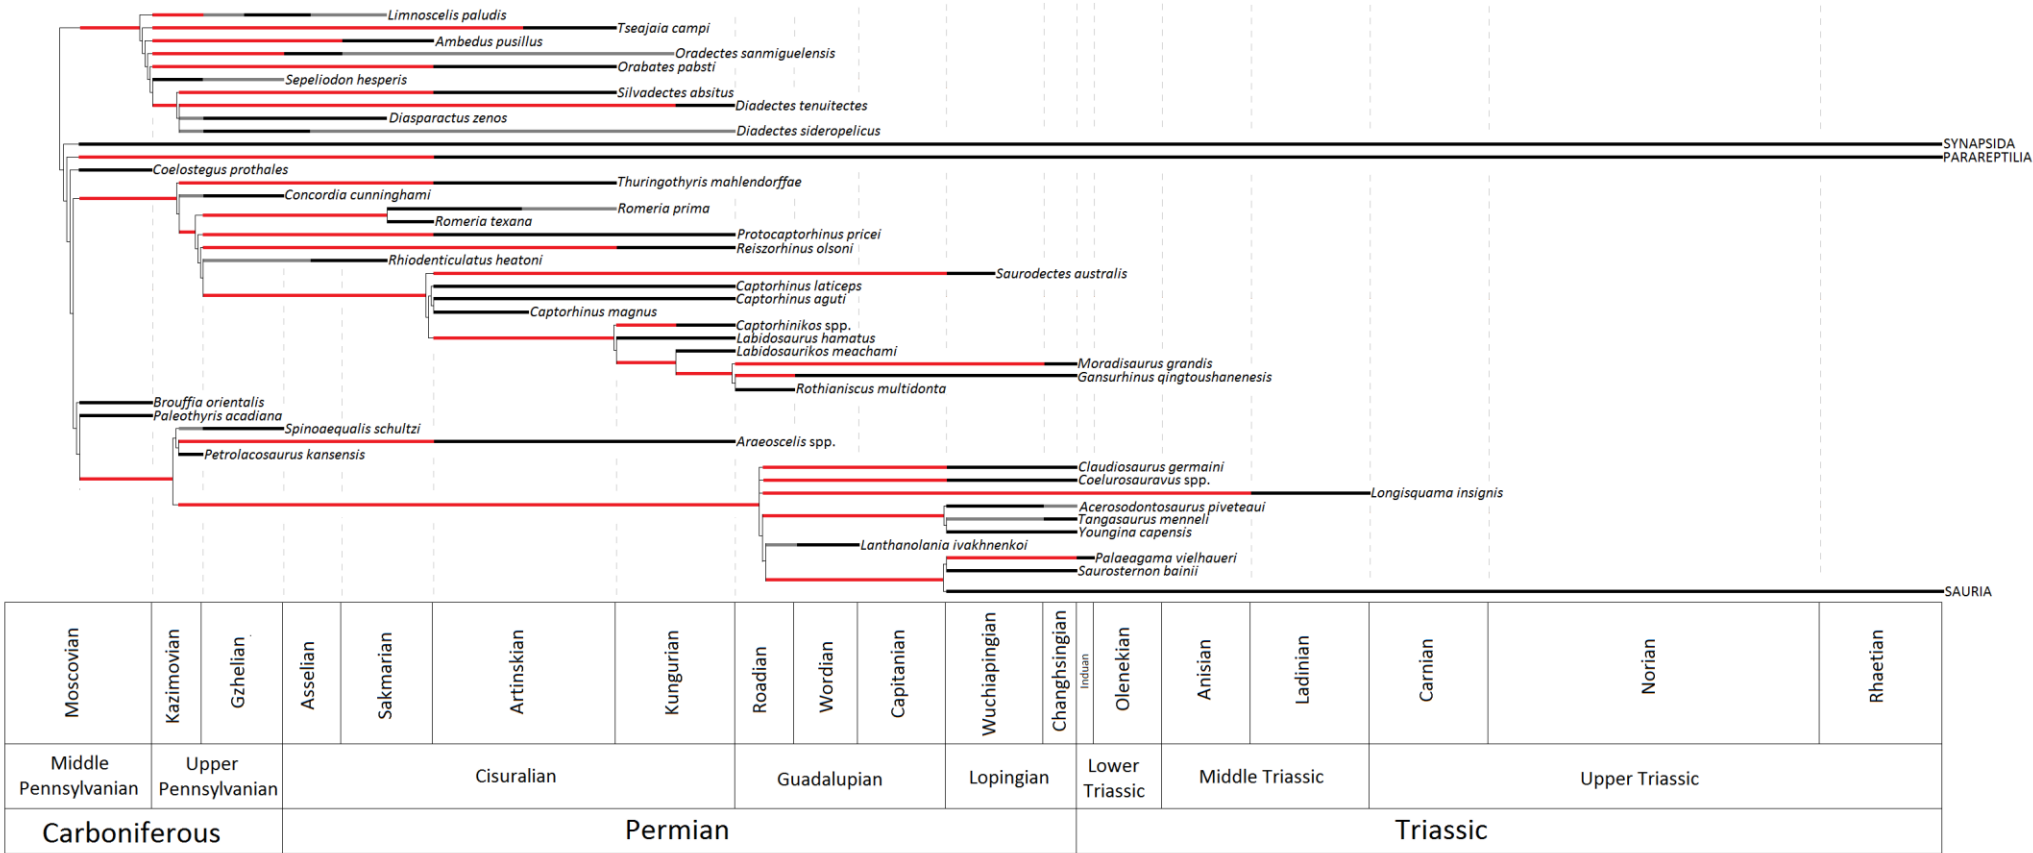 Limnoscelis paludis
Tseajaia campi
Ambedus pusillus
Oradectes sanmiguelensis
Orabates pabsti
Sepeliodon hesperis
Silvadectes absitus
Diadectes tenuitectes
Diasparactus zenos
Diadectes sideropelicus
SYNAPSIDA
PARAREPTILIA
Coelostegus prothales
Thuringothyris mahlendorffae
Concordia cunninghami
Romeria prima
Romeria texana
Protocaptorhinus pricei
Reiszorhinus olsoni
Rhiodenticulatus heatoni
Saurodectes australis
Captorhinus laticeps
Captorhinus aguti
Captorhinus magnus
Captorhinikos spp.
Labidosaurus hamatus
Labidosaurikos meachami
Moradisaurus grandis
Gansurhinus qingtoushanenesis
Rothianiscus multidonta
Brouffia orientalis
Paleothyris acadiana
Spinoaequalis schultzi
Araeoscelis spp.
Petrolacosaurus kansensis
Claudiosaurus germaini
Coelurosauravus spp.
Longisquama insignis
Acerosodontosaurus piveteaui
Tangasaurus menneli
Youngina capensis
Lanthanolania ivakhnenkoi
Palaeagama vielhaueri
Saurosternon bainii
SAURIA
Moscovian
Kazimovian
Gzhelian
Asselian
Sakmarian
Artinskian
Kungurian
Roadian
Wordian
Capitanian
Wuchiapingian
Changhsingian
Induan
Olenekian
Anisian
Ladinian
Carnian
Norian
Rhaetian
Middle
Pennsylvanian
Upper
Pennsylvanian
Cisuralian
Guadalupian
Lopingian
Lower
Triassic
Middle Triassic
Upper Triassic
Carboniferous
Permian
Triassic